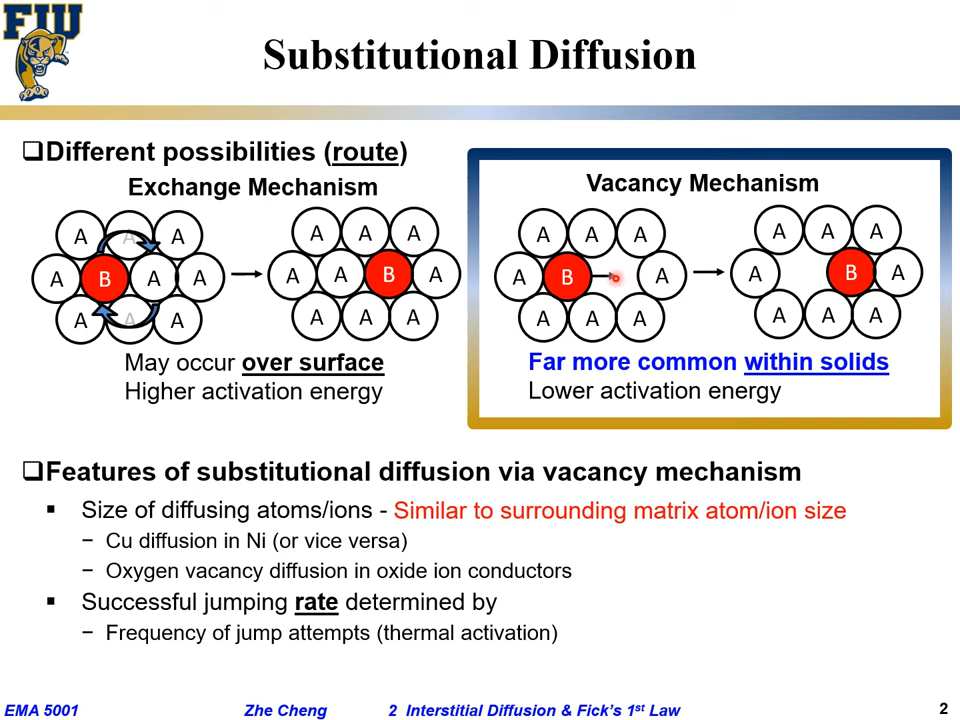 FIU
Substitutional Diffusion
❑Different possibilities (route)
Exchange Mechanism
A A A
A B A A
A A A
A A A
A A B A
A A A
May occur over surface
Higher activation energy
Vacancy Mechanism
A A A
A B A
A A A
A A A
A B A
A A A
Far more common within solids
Lower activation energy
❑Features of substitutional diffusion via vacancy mechanism
▪ Size of diffusing atoms/ions - Similar to surrounding matrix atom/ion size
− Cu diffusion in Ni (or vice versa)
− Oxygen vacancy diffusion in oxide ion conductors
▪ Successful jumping rate determined by
− Frequency of jump attempts (thermal activation)
EMA 5001 Zhe Cheng 2 Interstitial Diffusion & Fick's 1st Law 2